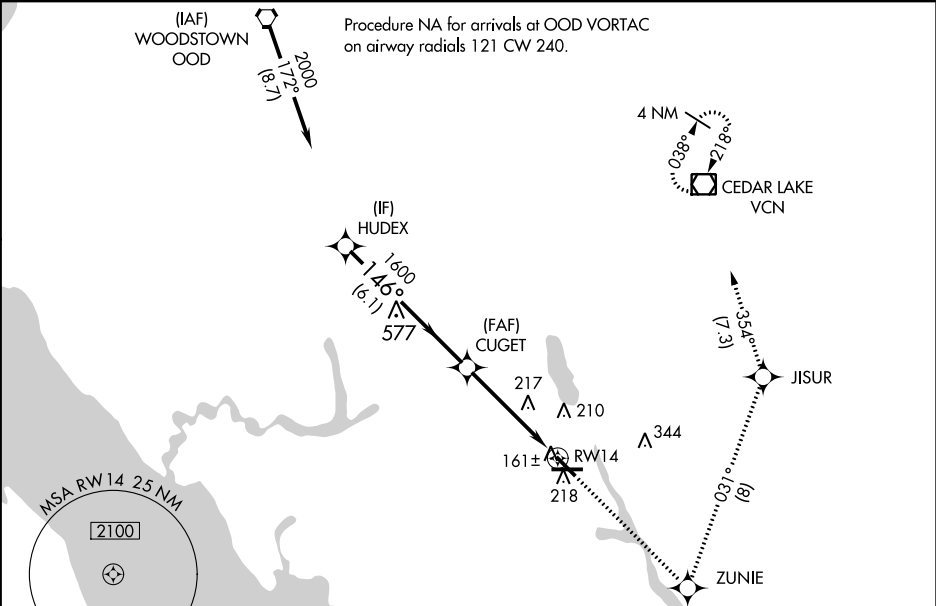 (IAF)
WOODSTOWN
OOD
Procedure NA for arrivals at OOD VORTAC
on airway radials 121 CW 240.
2000
172°
(8.7)
4 NM
038°
218°
CEDAR LAKE
VCN
(IF)
HUDEX
1600
146°
(6.1)
577
(FAF)
CUGET
354°
(7.3)
JISUR
217
210
344
161±
RW14
218
031°
(8)
MSA RW14 25 NM
2100
ZUNIE